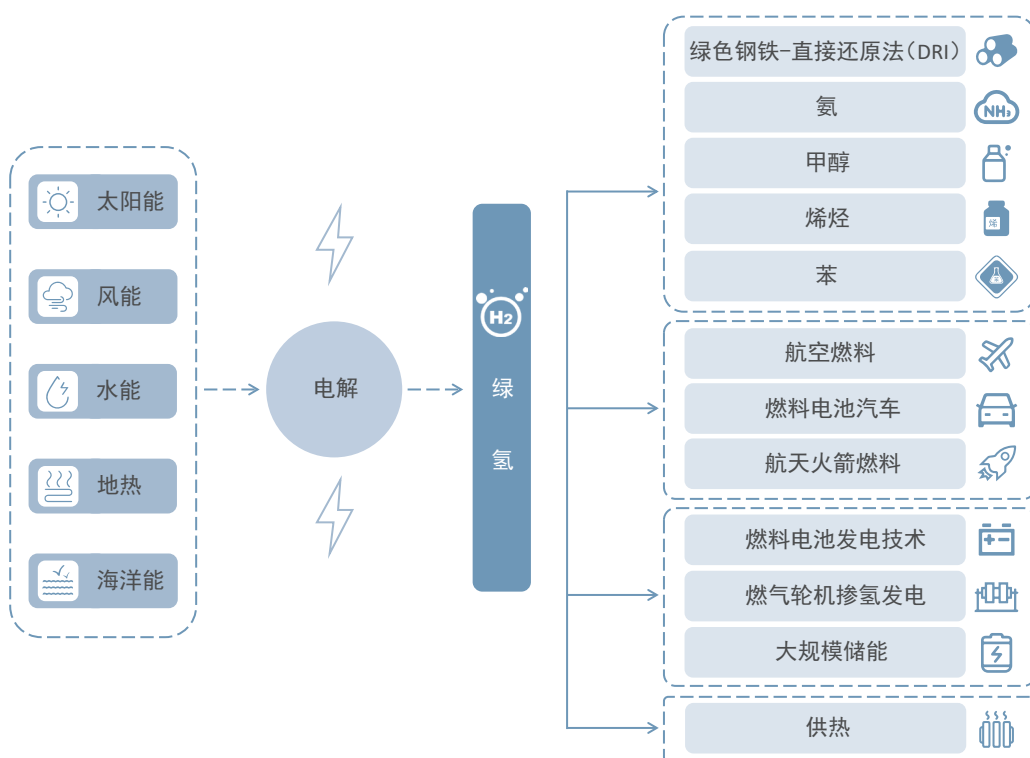 太阳能
风能
水能
地热
海洋能
电解
H2
绿
氢
绿色钢铁-直接还原法(DRI)
氨
NH₃
甲醇
烯烃
烯
苯
航空燃料
燃料电池汽车
航天火箭燃料
燃料电池发电技术
燃气轮机掺氢发电
大规模储能
供热